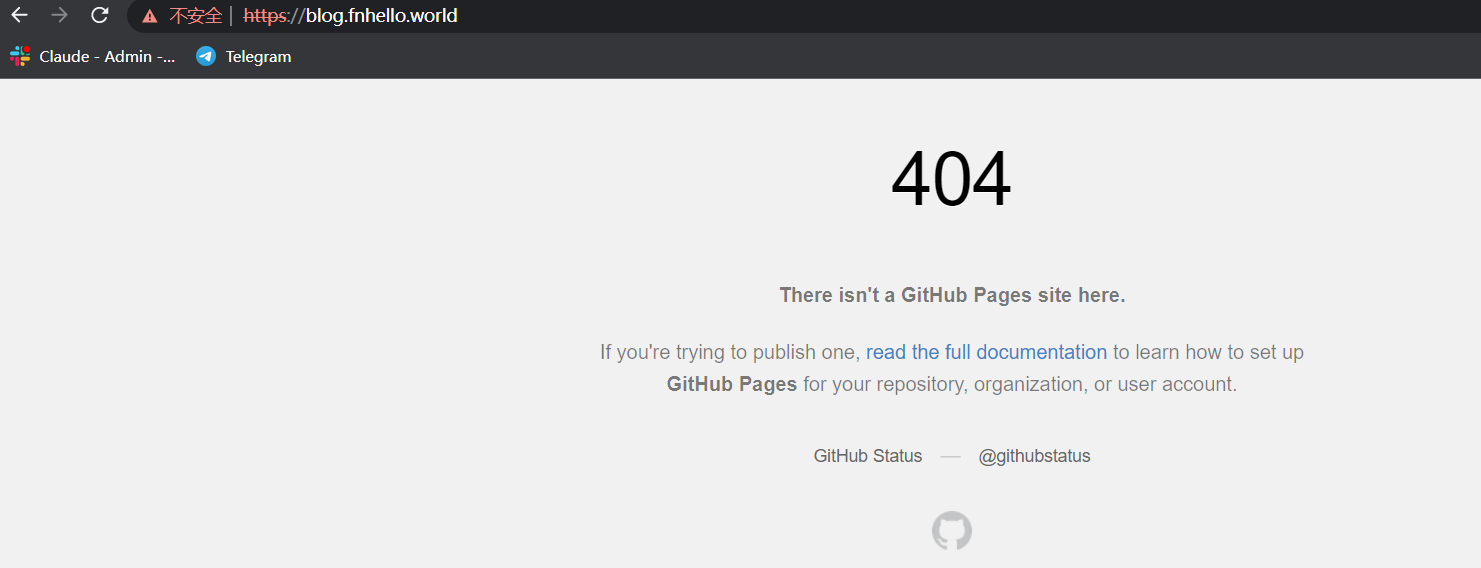 不安全 | https://blog.fnhello.world
Claude - Admin -... Telegram
404
There isn't a GitHub Pages site here.
If you're trying to publish one, read the full documentation to learn how to set up
GitHub Pages for your repository, organization, or user account.
GitHub Status — @githubstatus